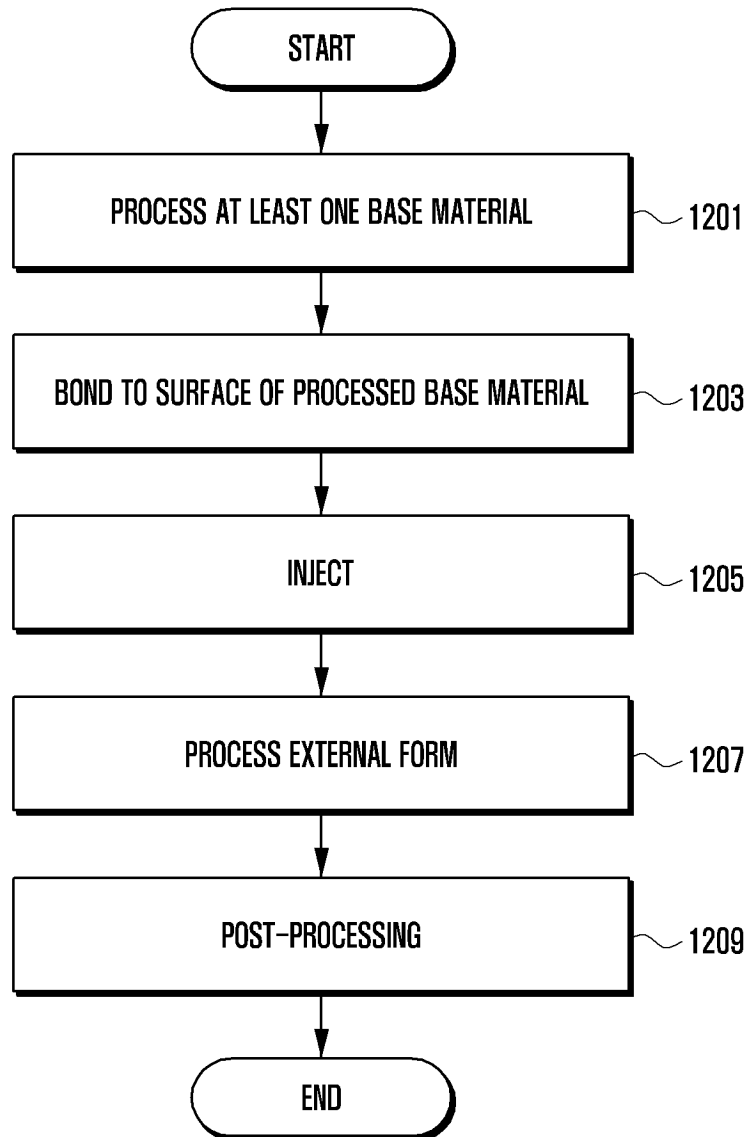 START
PROCESS AT LEAST ONE BASE MATERIAL
1201
BOND TO SURFACE OF PROCESSED BASE MATERIAL
1203
INJECT
1205
PROCESS EXTERNAL FORM
1207
POST-PROCESSING
1209
END